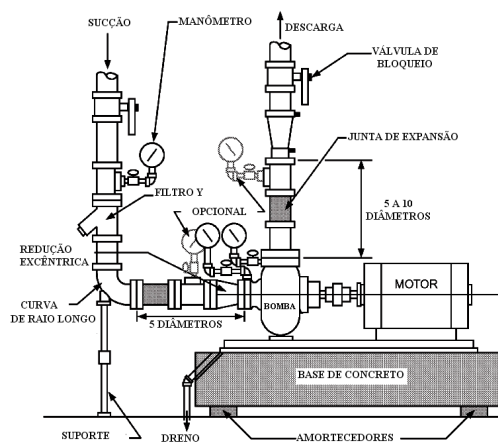 SUCÇÃO
MANÔMETRO
DESCARGA
VÁLVULA DE
BLOQUEIO
JUNTA DE EXPANSÃO
FILTRO Y
OPCIONAL
5 A 10
DIÂMETROS
REDUÇÃO
EXCÊNTRICA
CURVA
DE RAIO LONGO
5 DIÂMETROS
BOMBA
MOTOR
BASE DE CONCRETO
SUPORTE
DRENO
AMORTECEDORES